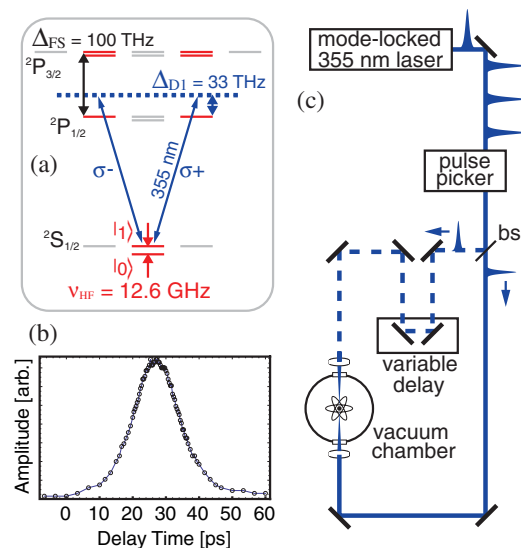 Δ_FS = 100 THz
²P_3/2
Δ_D1 = 33 THz
²P_1/2
(a)
σ-
355 nm
σ+
²S_1/2
|1⟩
|0⟩
ν_HF = 12.6 GHz
(b)
Amplitude [arb.]
0 10 20 30 40 50 60
Delay Time [ps]
mode-locked
355 nm laser
(c)
pulse
picker
bs
variable
delay
vacuum
chamber